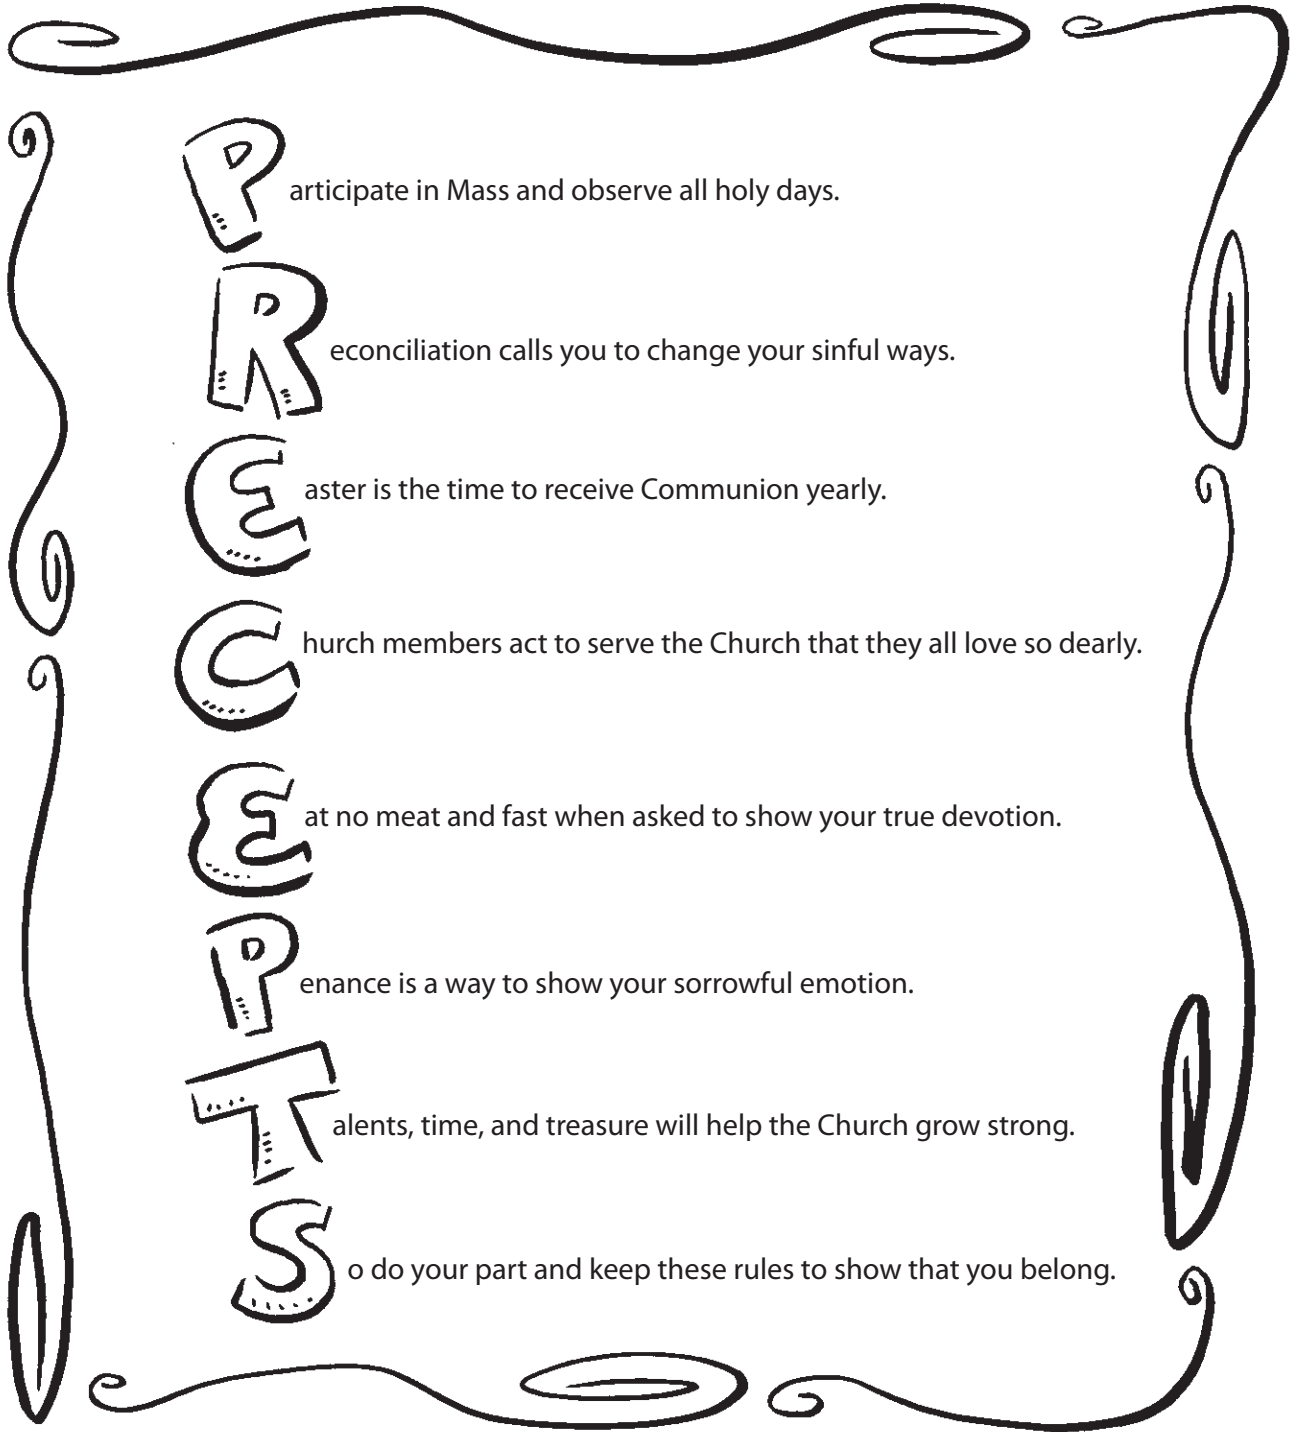 Participate in Mass and observe all holy days.
Reconciliation calls you to change your sinful ways.
Easter is the time to receive Communion yearly.
Church members act to serve the Church that they all love so dearly.
Eat no meat and fast when asked to show your true devotion.
Penance is a way to show your sorrowful emotion.
Talents, time, and treasure will help the Church grow strong.
So do your part and keep these rules to show that you belong.